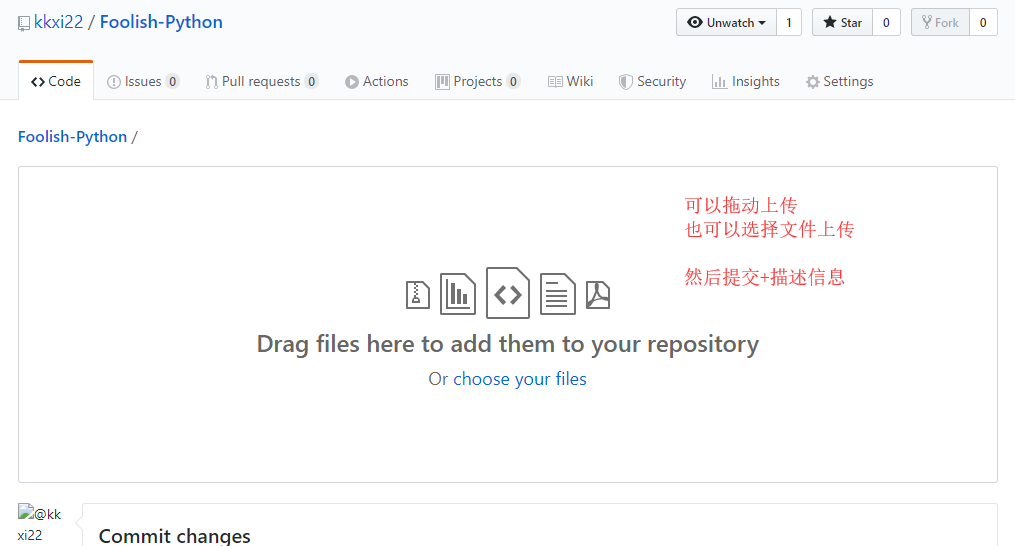 kkxi22 / Foolish-Python
Unwatch 1 Star 0 Fork 0
Code Issues 0 Pull requests 0 Actions Projects 0 Wiki Security Insights Settings
Foolish-Python /
可以拖动上传
也可以选择文件上传
然后提交+描述信息
Drag files here to add them to your repository
Or choose your files
@kk
xi22
Commit changes